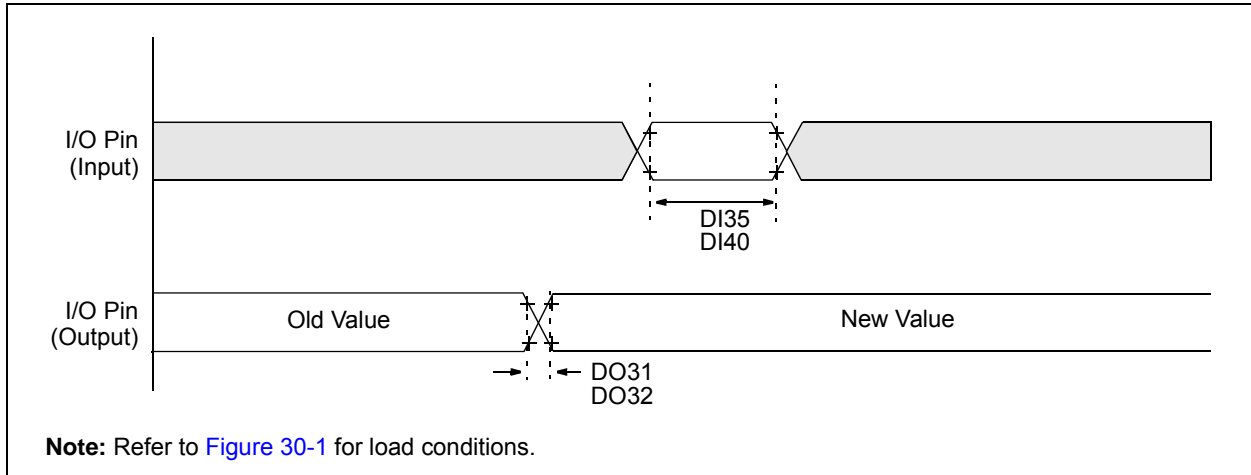 I/O Pin
(Input)
DI35
DI40
I/O Pin
(Output)
Old Value
New Value
DO31
DO32
Note: Refer to Figure 30-1 for load conditions.